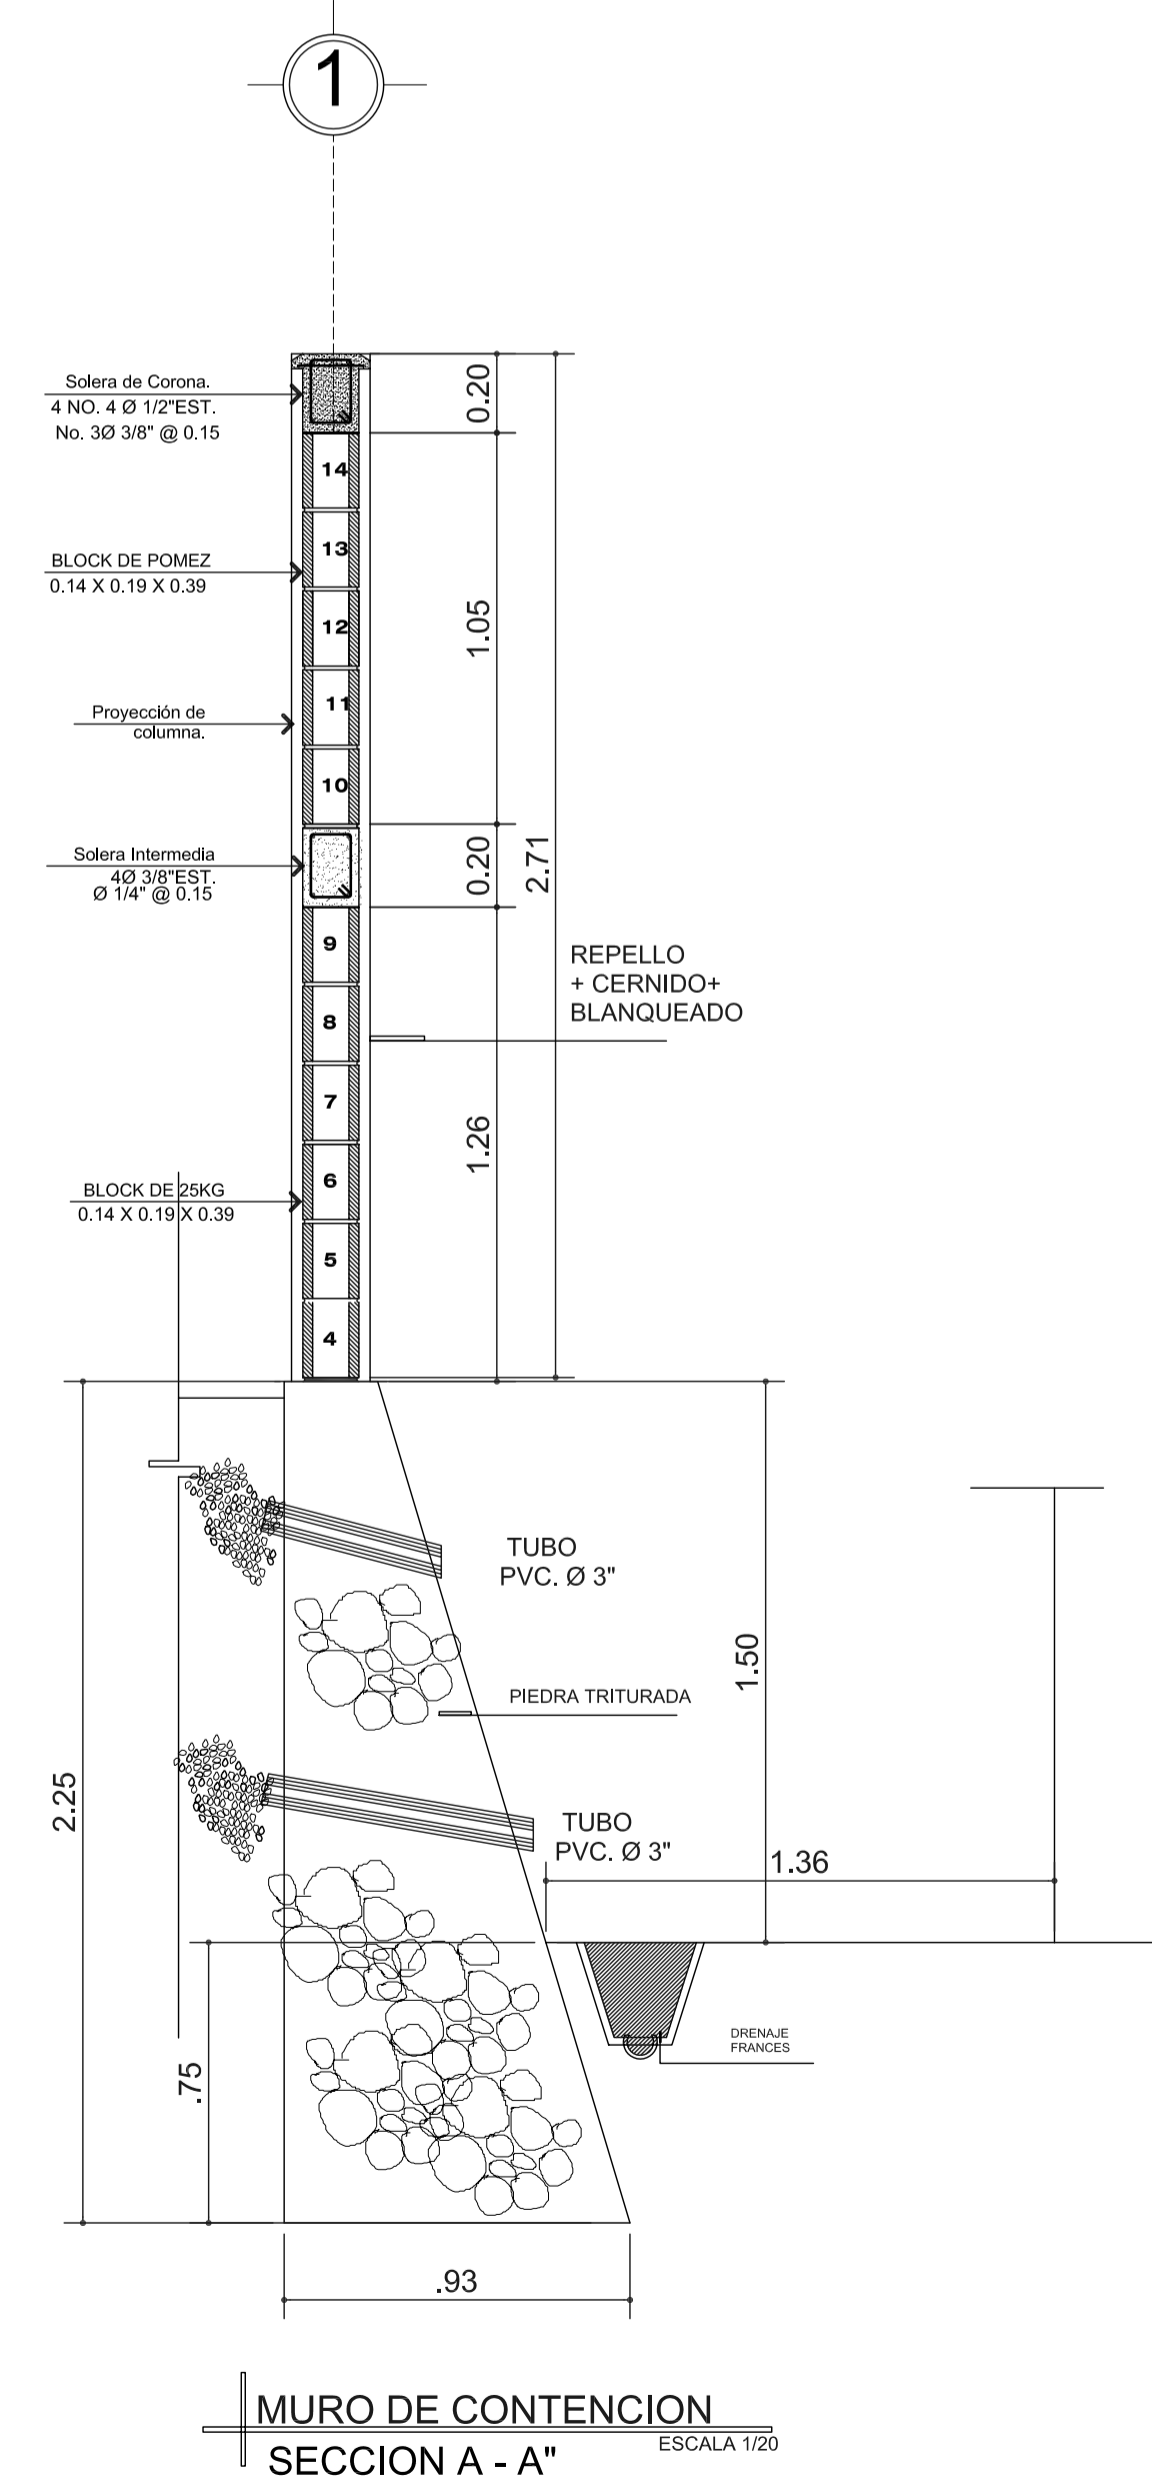 1
Solera de Corona.
4 NO. 4 Ø 1/2"EST.
No. 3Ø 3/8" @ 0.15
0.20
14
BLOCK DE POMEZ
0.14 X 0.19 X 0.39
13
12
1.05
Proyección de
columna.
11
10
Solera Intermedia
4Ø 3/8"EST.
Ø 1/4" @ 0.15
0.20
2.71
9
REPELLO
+ CERNIDO+
BLANQUEADO
8
7
1.26
BLOCK DE 25KG
0.14 X 0.19 X 0.39
6
5
4
TUBO
PVC. Ø 3"
1.50
PIEDRA TRITURADA
2.25
TUBO
PVC. Ø 3"
1.36
DRENAJE
FRANCES
.75
.93
MURO DE CONTENCION
ESCALA 1/20
SECCION A - A"